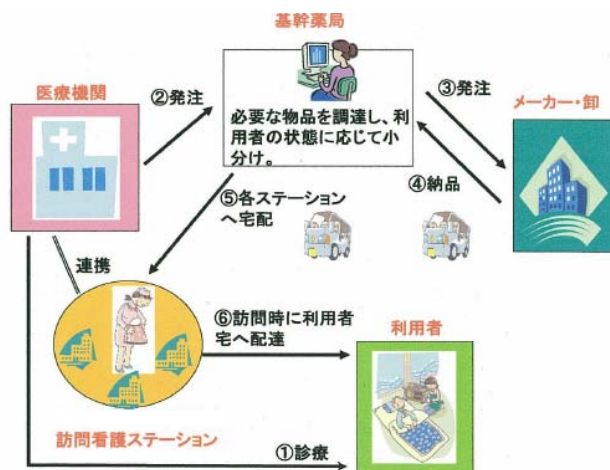 基幹薬局
医療機関
②発注
③発注
メーカー・卸
必要な物品を調達し、利
用者の状態に応じて小
分け。
④納品
⑤各ステーション
へ宅配
連携
⑥訪問時に利用者
宅へ配達
利用者
訪問看護ステーション
①診療